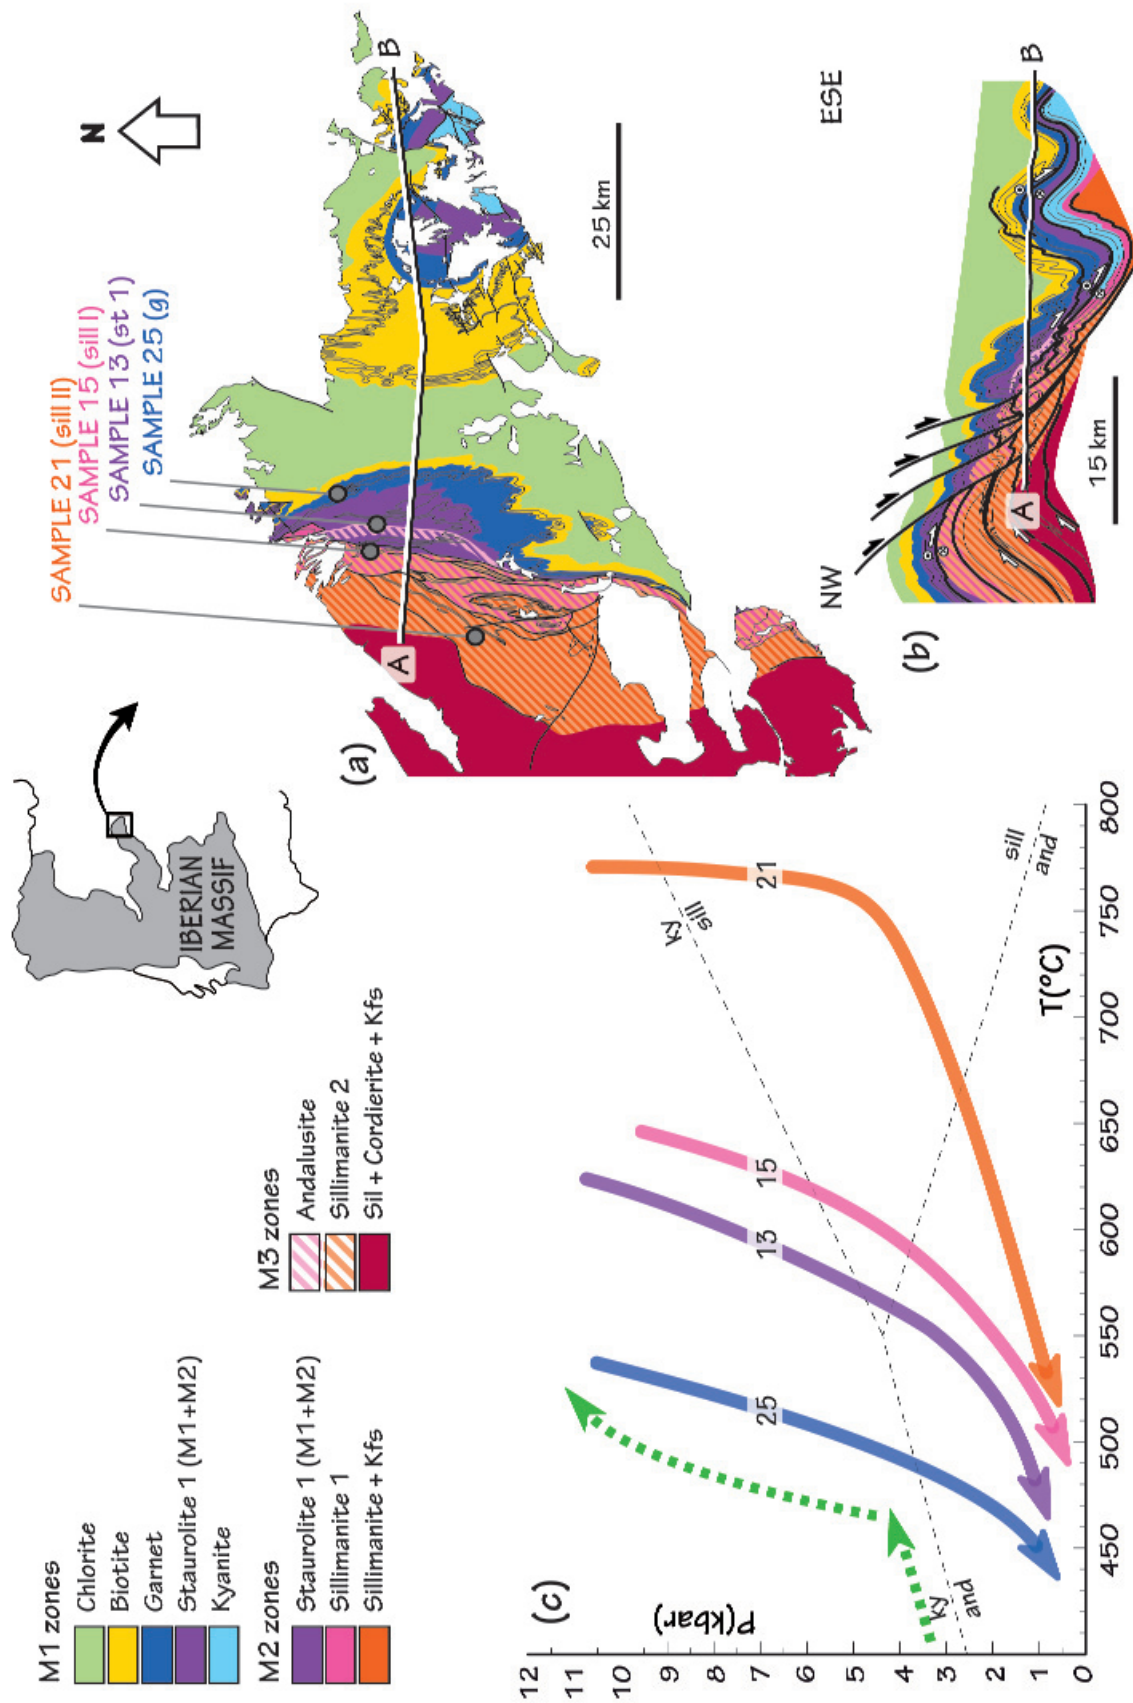 M1 zones
Chlorite
Biotite
Garnet
Staurolite 1 (M1+M2)
Kyanite
M2 zones
Staurolite 1 (M1+M2)
Sillimanite 1
Sillimanite + Kfs
M3 zones
Andalusite
Sillimanite 2
Sil + Cordierite + Kfs
IBERIAN
MASSIF
(a)
SAMPLE 21 (sill II)
SAMPLE 15 (sill I)
SAMPLE 13 (st 1)
SAMPLE 25 (g)
N
A
B
25 km
(b)
NW
ESE
A
B
15 km
(c)
P(kbar)
12
11
10
9
8
7
6
5
4
3
2
1
0
ky
and
25
13
15
21
ky
sill
sill
and
450
500
550
600
650
700
750
800
T(ºC)